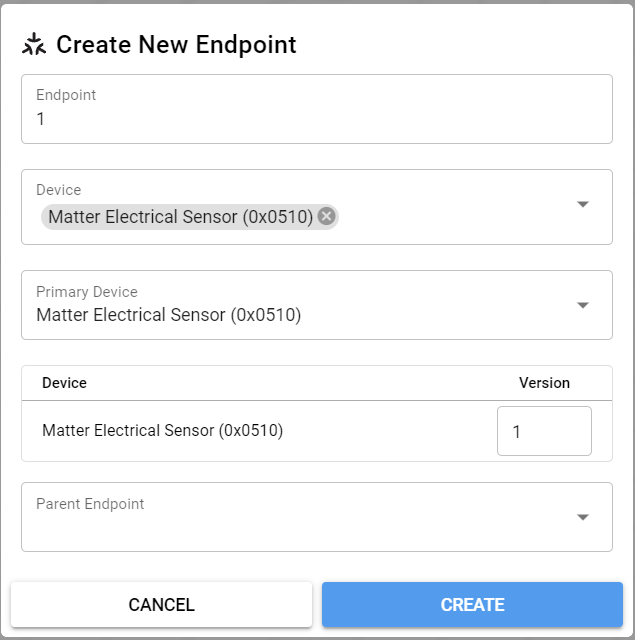 Create New Endpoint
Endpoint
1
Device
Matter Electrical Sensor (0x0510)
Primary Device
Matter Electrical Sensor (0x0510)
Device Version
Matter Electrical Sensor (0x0510) 1
Parent Endpoint
CANCEL CREATE